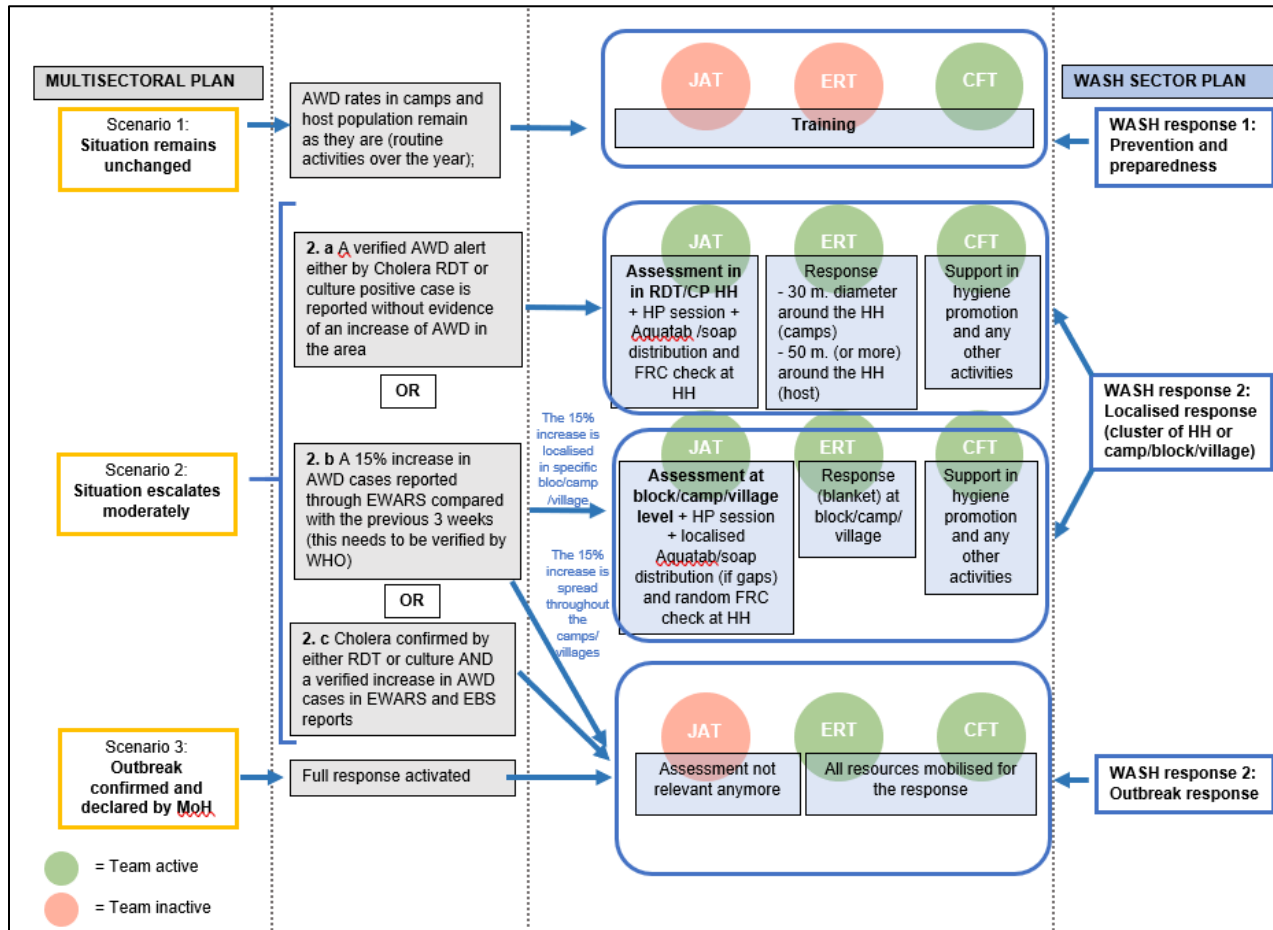 MULTISECTORAL PLAN
WASH SECTOR PLAN
Scenario 1:
Situation remains
unchanged
AWD rates in camps and
host population remain
as they are (routine
activities over the year);
JAT
ERT
CFT
Training
WASH response 1:
Prevention and
preparedness
Scenario 2:
Situation escalates
moderately
2. a A verified AWD alert
either by Cholera RDT or
culture positive case is
reported without evidence
of an increase of AWD in
the area
OR
JAT
ERT
CFT
Assessment in
in RDT/CP HH
+ HP session +
Aquatab /soap
distribution and
FRC check at
HH
Response
- 30 m. diameter
around the HH
(camps)
- 50 m. (or more)
around the HH
(host)
Support in
hygiene
promotion
and any
other
activities
WASH response 2:
Localised response
(cluster of HH or
camp/block/village)
2. b A 15% increase in
AWD cases reported
through EWARS compared
with the previous 3 weeks
(this needs to be verified by
WHO)
OR
The 15%
increase is
localised
in specific
bloc/camp
/village
The 15%
increase is
spread
throughout
the
camps/
villages
JAT
ERT
CFT
Assessment at
block/camp/village
level + HP session
+ localised
Aquatab/soap
distribution (if gaps)
and random FRC
check at HH
Response
(blanket) at
block/camp/
village
Support in
hygiene
promotion
and any
other
activities
2. c Cholera confirmed by
either RDT or culture AND
a verified increase in AWD
cases in EWARS and EBS
reports
Scenario 3:
Outbreak
confirmed and
declared by MoH
Full response activated
JAT
ERT
CFT
Assessment not
relevant anymore
All resources mobilised for
the response
WASH response 2:
Outbreak response
= Team active
= Team inactive